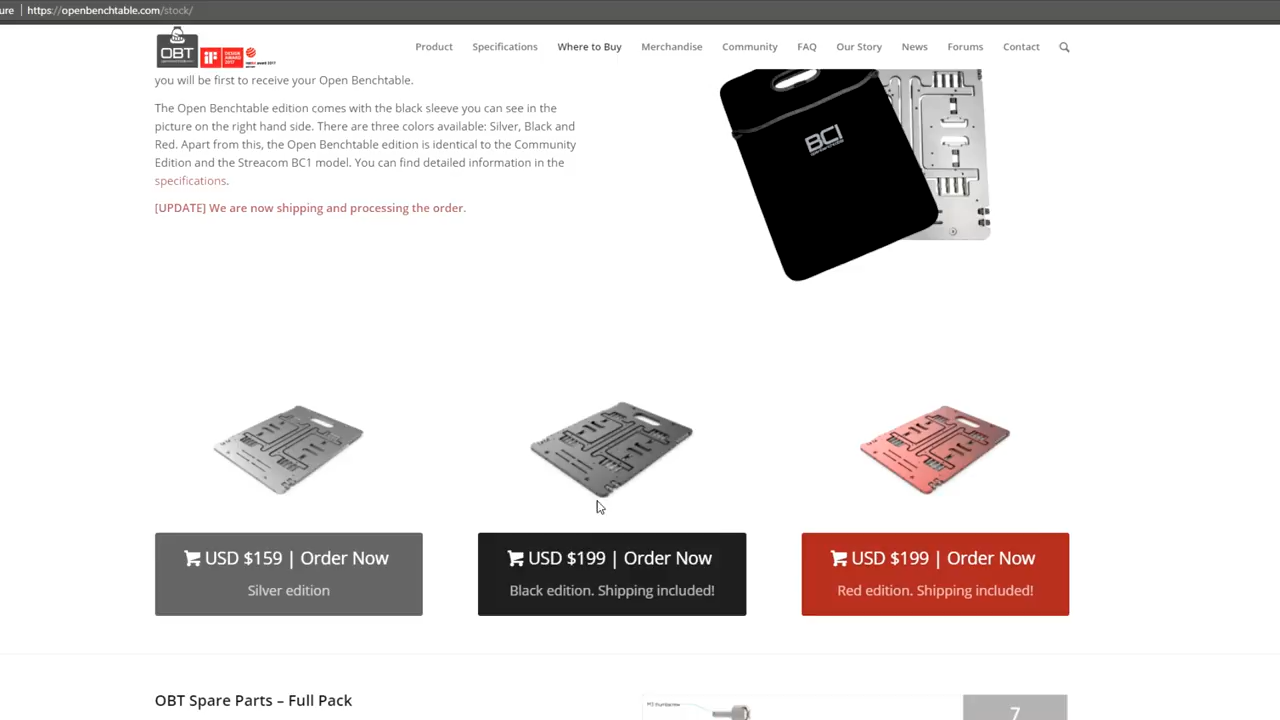 ure https://openbenchtable.com/stock/
OBT
Product Specifications Where to Buy Merchandise Community FAQ Our Story News Forums Contact
you will be first to receive your Open Benchtable.
The Open Benchtable edition comes with the black sleeve you can see in the
picture on the right hand side. There are three colors available: Silver, Black and
Red. Apart from this, the Open Benchtable edition is identical to the Community
Edition and the Streacom BC1 model. You can find detailed information in the
specifications.
[UPDATE] We are now shipping and processing the order.
BC1
USD $159 | Order Now
Silver edition
USD $199 | Order Now
Black edition. Shipping included!
USD $199 | Order Now
Red edition. Shipping included!
OBT Spare Parts – Full Pack
M3 thumbscrew
7